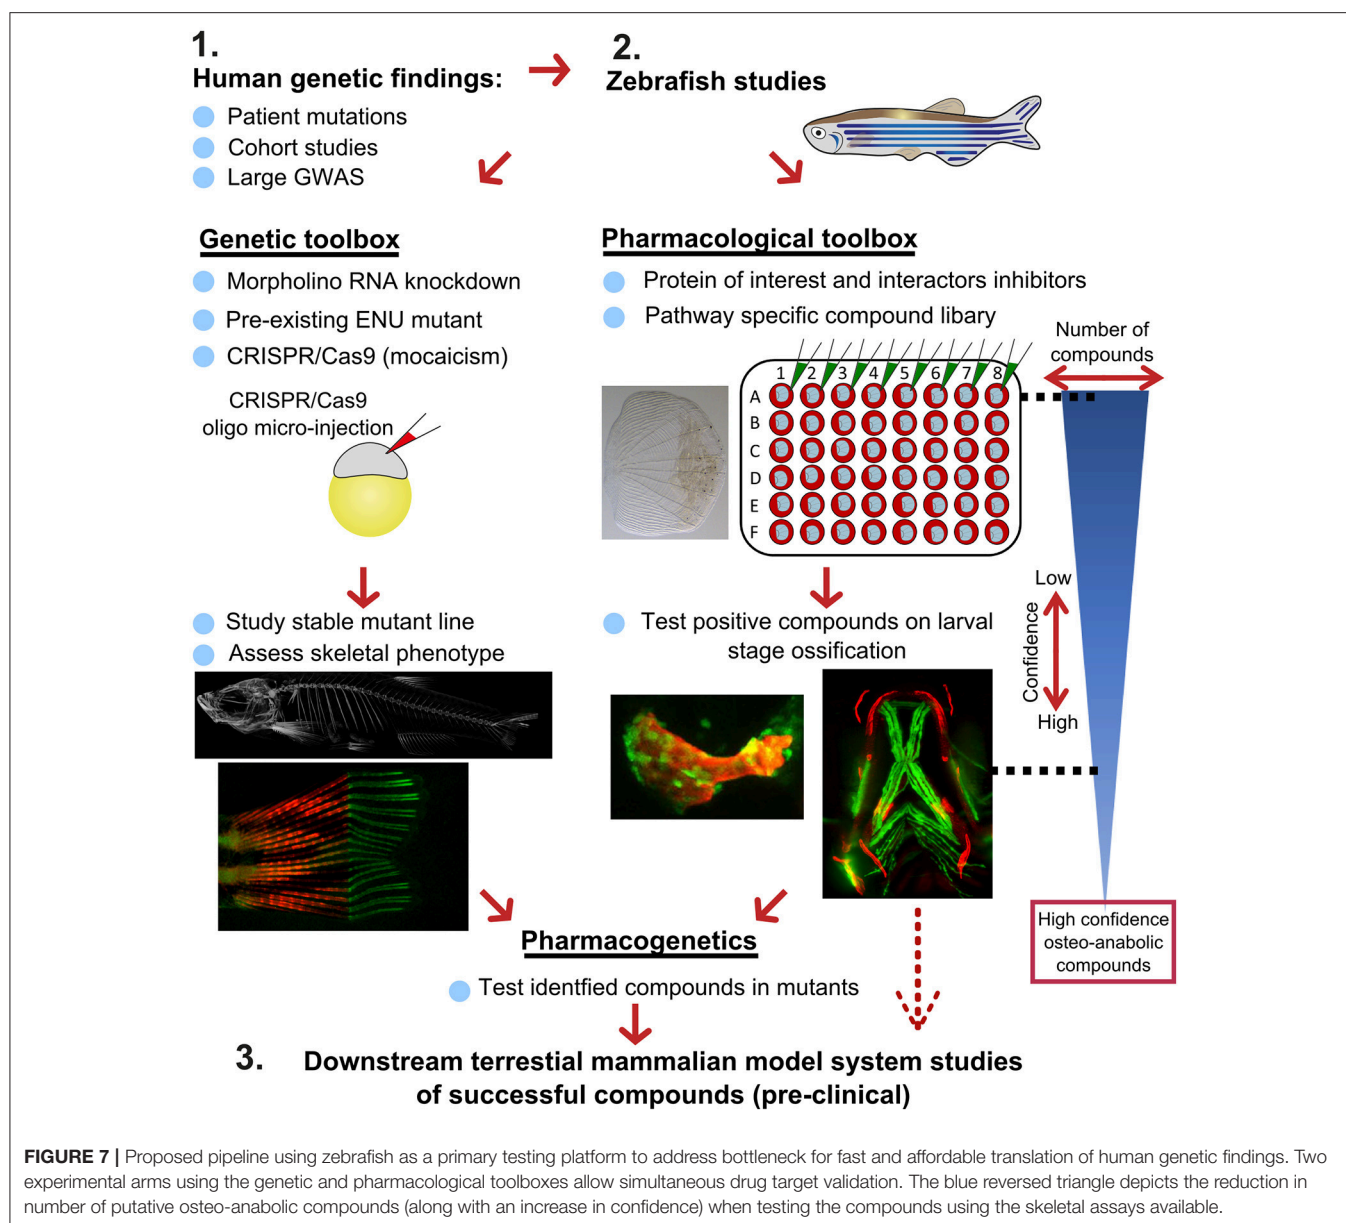 1.
Human genetic findings:
Patient mutations
Cohort studies
Large GWAS
2.
Zebrafish studies
Genetic toolbox
Morpholino RNA knockdown
Pre-existing ENU mutant
CRISPR/Cas9 (mocaicism)
CRISPR/Cas9
oligo micro-injection
Study stable mutant line
Assess skeletal phenotype
Pharmacological toolbox
Protein of interest and interactors inhibitors
Pathway specific compound libary
1 2 3 4 5 6 7 8
A
B
C
D
E
F
Test positive compounds on larval
stage ossification
Number of
compounds
Low
Confidence
High
High confidence
osteo-anabolic
compounds
Pharmacogenetics
Test identfied compounds in mutants
3. Downstream terrestial mammalian model system studies
of successful compounds (pre-clinical)
FIGURE 7 | Proposed pipeline using zebrafish as a primary testing platform to address bottleneck for fast and affordable translation of human genetic findings. Two
experimental arms using the genetic and pharmacological toolboxes allow simultaneous drug target validation. The blue reversed triangle depicts the reduction in
number of putative osteo-anabolic compounds (along with an increase in confidence) when testing the compounds using the skeletal assays available.